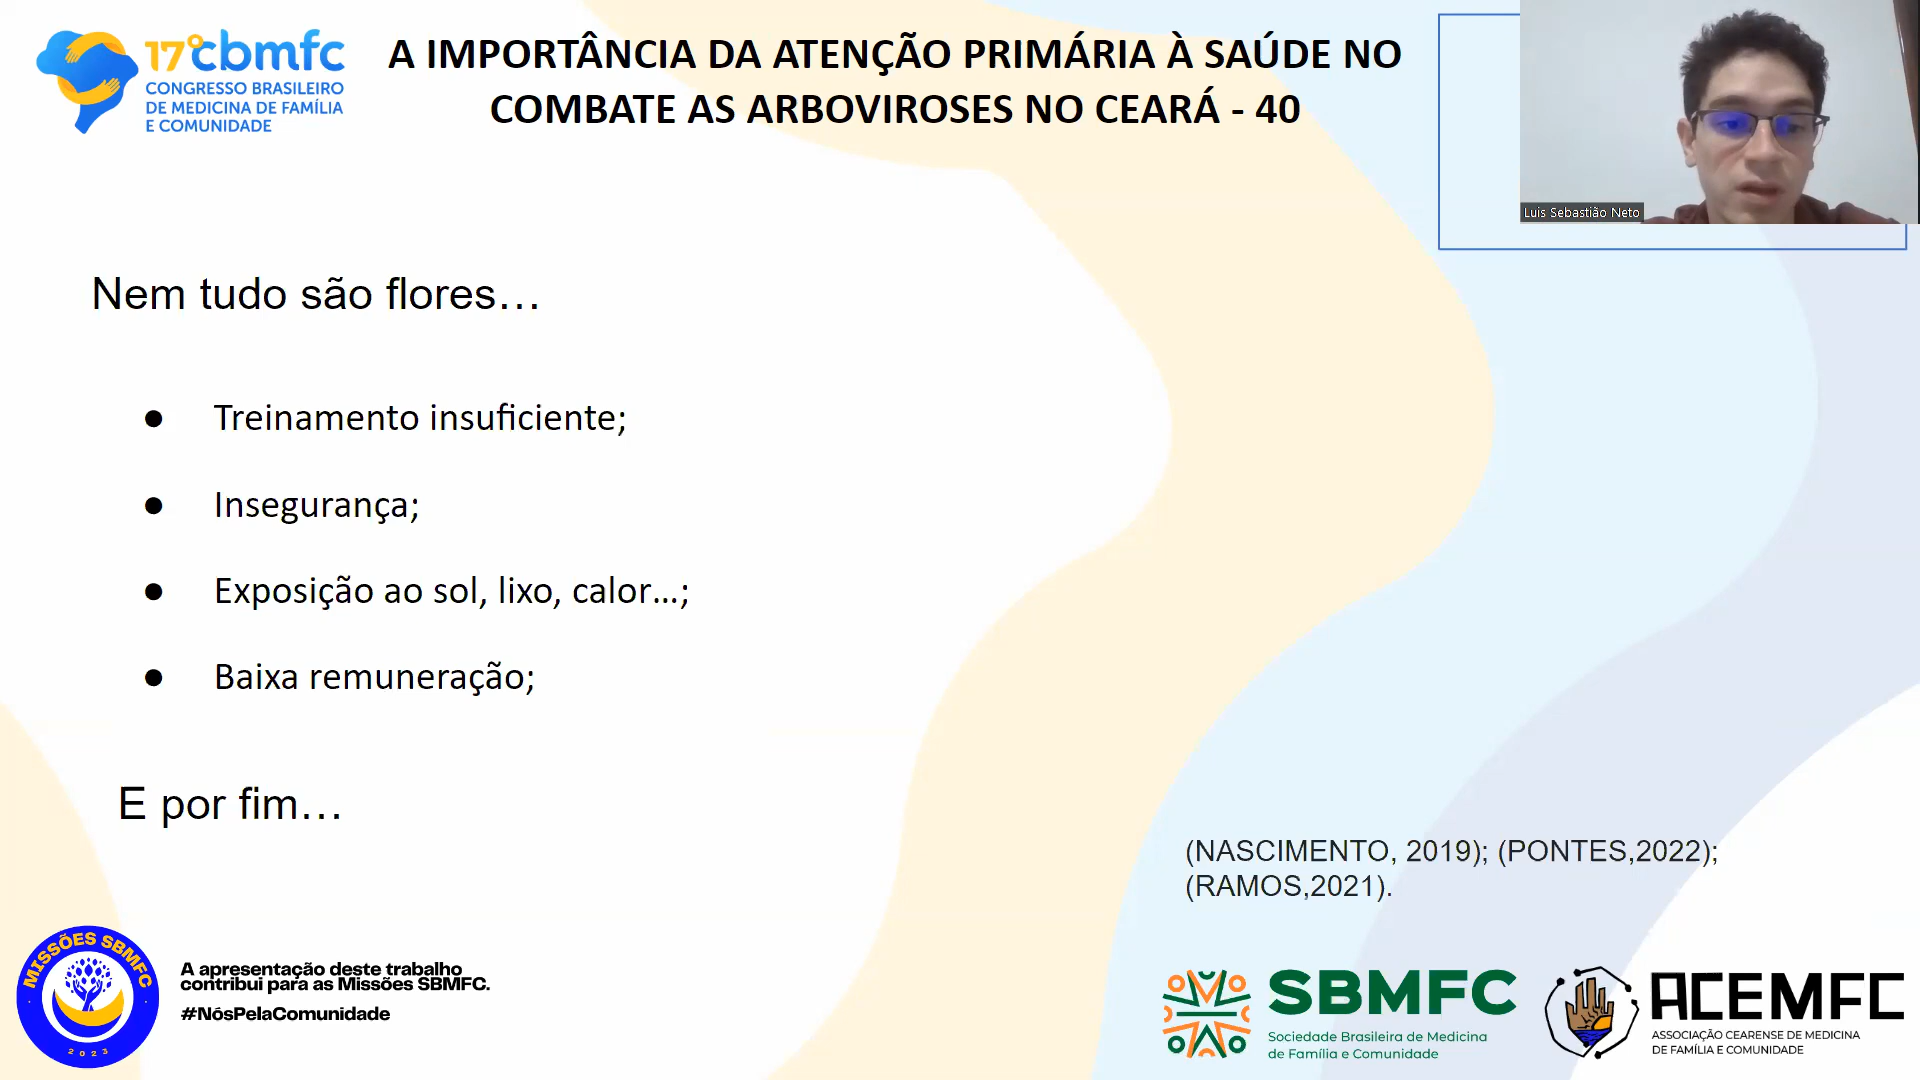 17º cbmfc
CONGRESSO BRASILEIRO
DE MEDICINA DE FAMÍLIA
E COMUNIDADE
A IMPORTÂNCIA DA ATENÇÃO PRIMÁRIA À SAÚDE NO
COMBATE AS ARBOVIROSES NO CEARÁ - 40
Luis Sebastião Neto
Nem tudo são flores…
● Treinamento insuficiente;
● Insegurança;
● Exposição ao sol, lixo, calor…;
● Baixa remuneração;
E por fim…
(NASCIMENTO, 2019); (PONTES,2022);
(RAMOS,2021).
MISSÕES SBMFC
2023
A apresentação deste trabalho
contribui para as Missões SBMFC.
#NósPelaComunidade
SBMFC
Sociedade Brasileira de Medicina
de Família e Comunidade
ACEMFC
ASSOCIAÇÃO CEARENSE DE MEDICINA
DE FAMÍLIA E COMUNIDADE